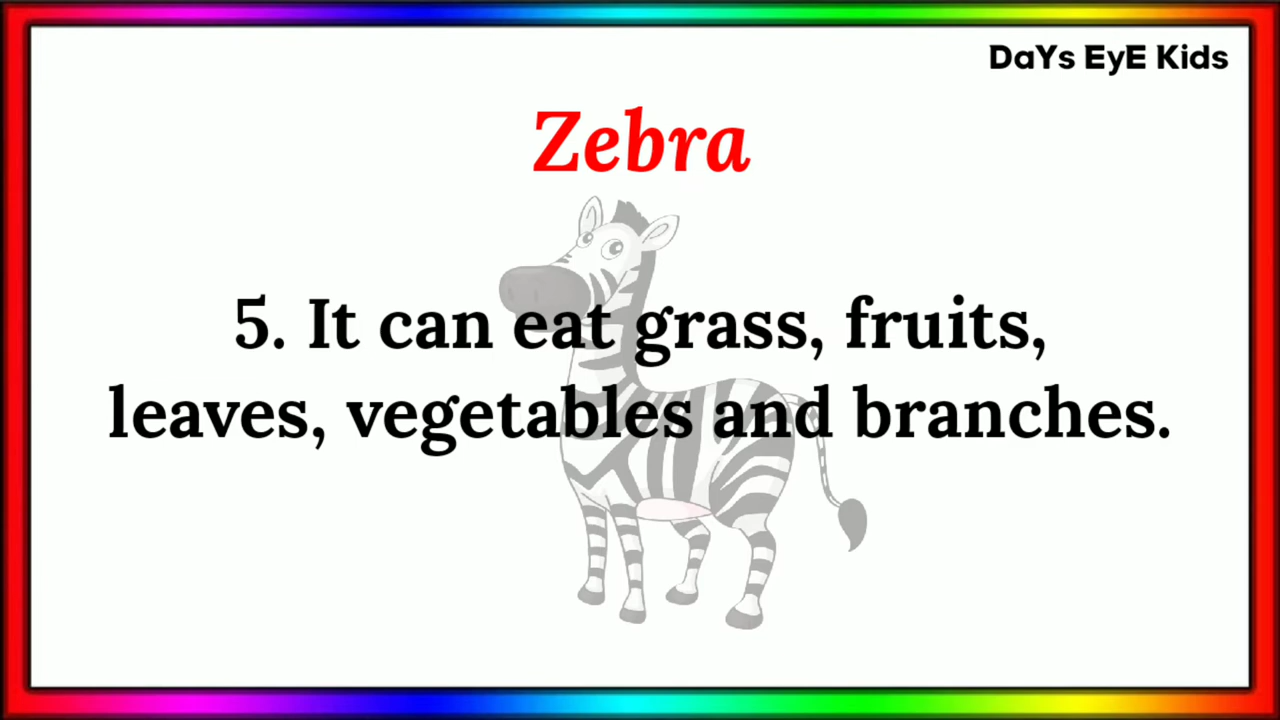 DaYs EyE Kids
Zebra
5. It can eat grass, fruits,
leaves, vegetables and branches.